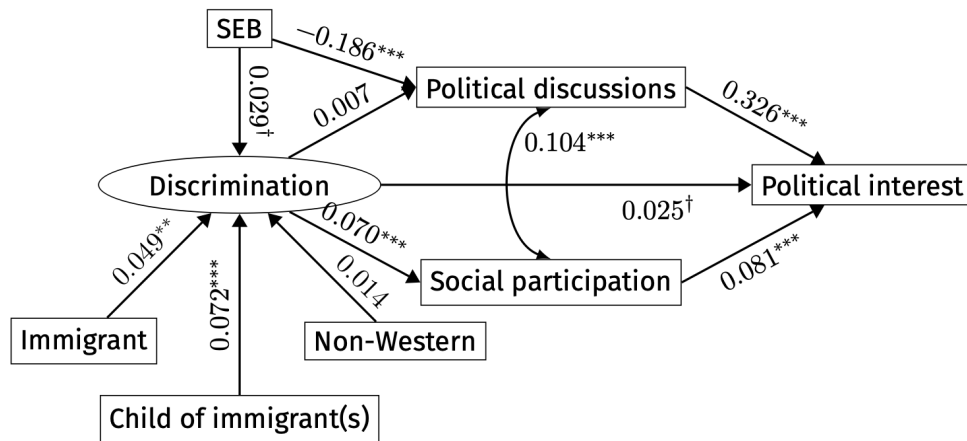 SEB
−0.186***
Political discussions
0.029†
0.007
0.326***
0.104***
Discrimination
Political interest
0.025†
0.070***
0.049**
0.072***
0.014
Social participation
0.081***
Immigrant
Non-Western
Child of immigrant(s)